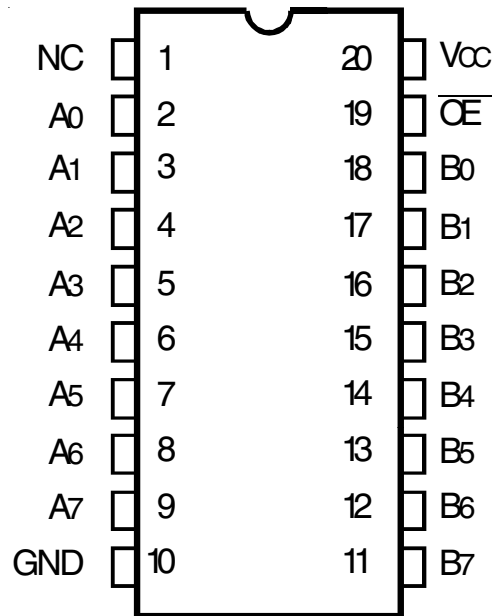 NC 1 20 VCC
A0 2 19 OE
A1 3 18 B0
A2 4 17 B1
A3 5 16 B2
A4 6 15 B3
A5 7 14 B4
A6 8 13 B5
A7 9 12 B6
GND 10 11 B7